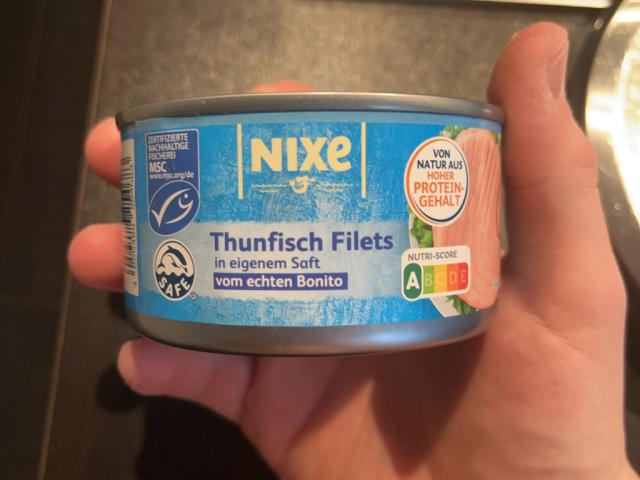 ZERTIFIZIERTE
NACHHALTIGE
FISCHEREI
MSC
www.msc.org/de
NIXe
VON
NATUR AUS
HOHER
PROTEIN-
GEHALT
Thunfisch Filets
in eigenem Saft
vom echten Bonito
SAFE
NUTRI-SCORE
A B C D E